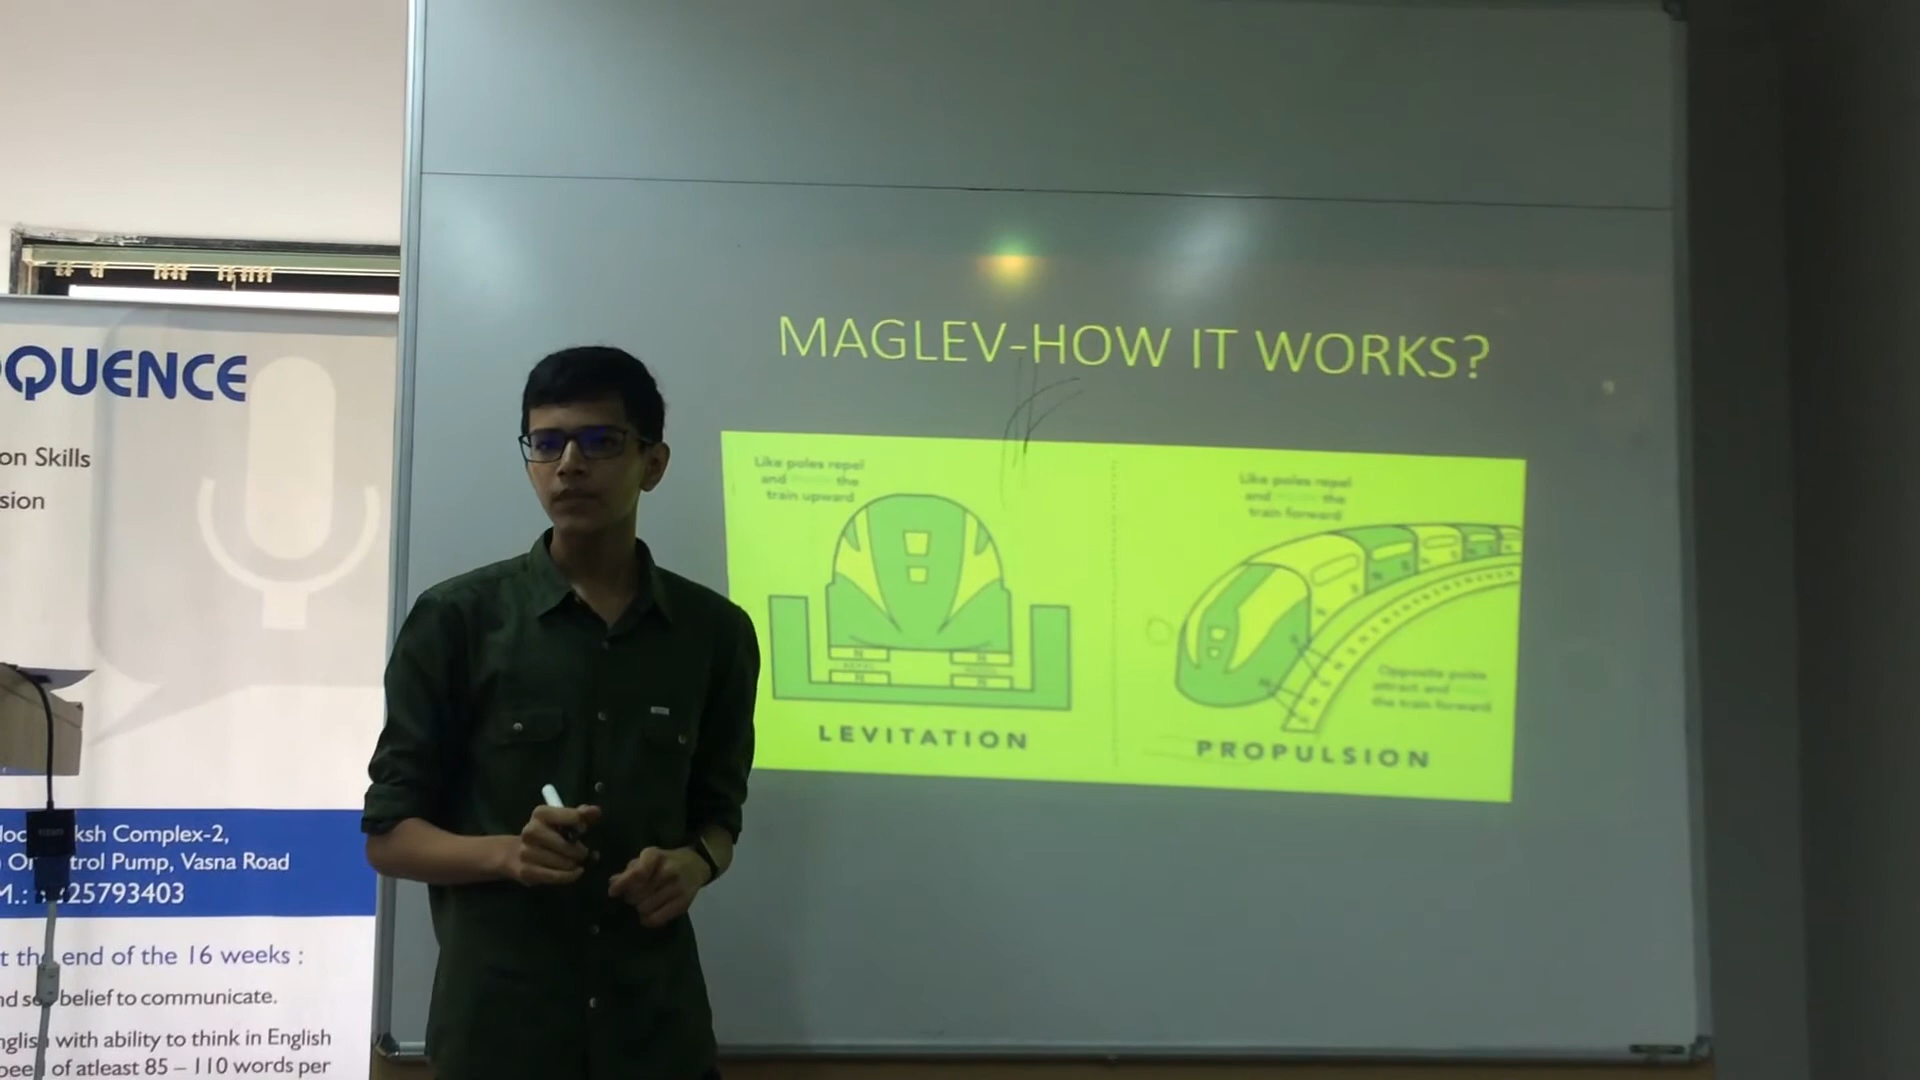 QUENCE
on Skills
sion
ksh Complex-2,
trol Pump, Vasna Road
25793403
the end of the 16 weeks :
belief to communicate.
with ability to think in English
of atleast 85 – 110 words per
MAGLEV-HOW IT WORKS?
Like poles repel
and the
train upward
N
N
N
N
LEVITATION
Like poles repel
and the
train forward
Opposite poles
attract and
the train forward
PROPULSION